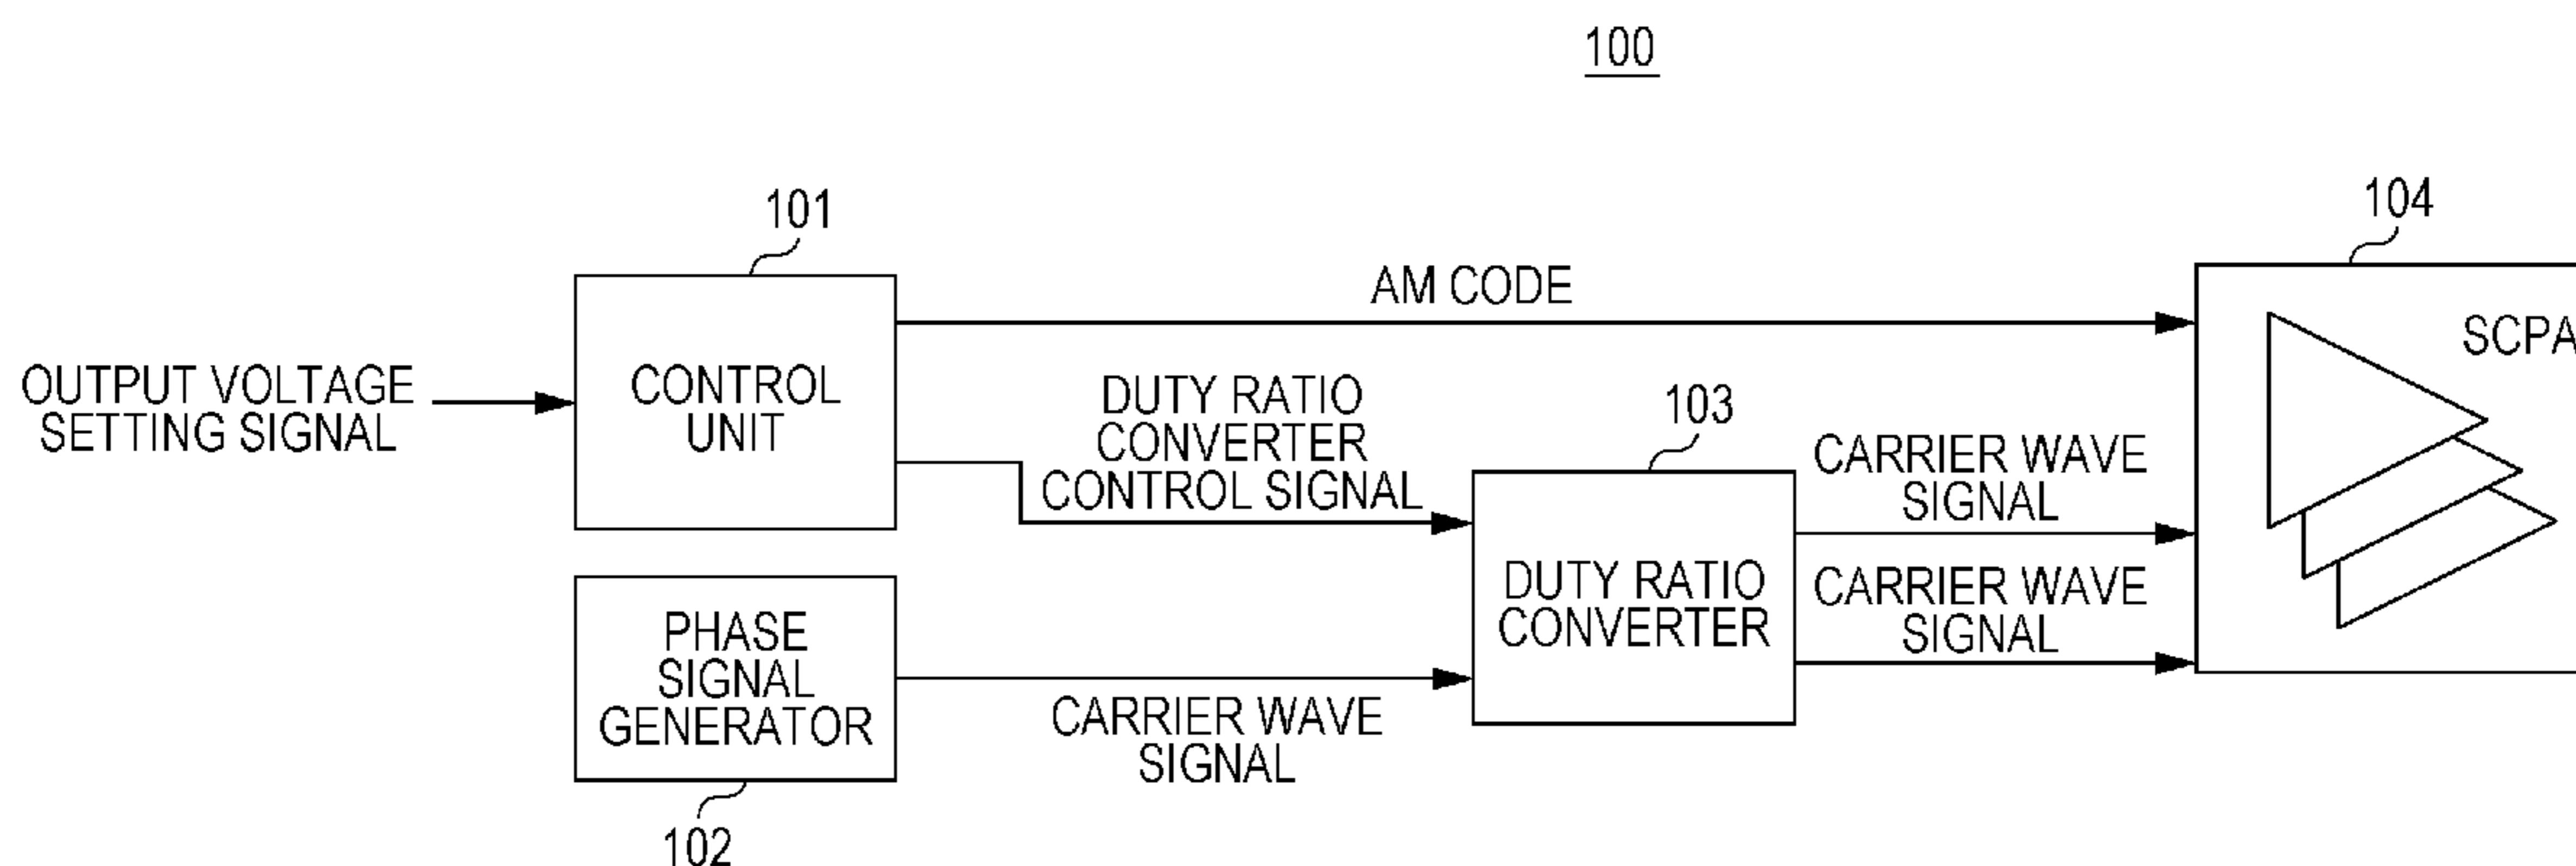 100
101
104
AM CODE
SCPA
OUTPUT VOLTAGE
SETTING SIGNAL
CONTROL
UNIT
DUTY RATIO
CONVERTER
CONTROL SIGNAL
103
CARRIER WAVE
SIGNAL
DUTY RATIO
CONVERTER
CARRIER WAVE
SIGNAL
PHASE
SIGNAL
GENERATOR
CARRIER WAVE
SIGNAL
102